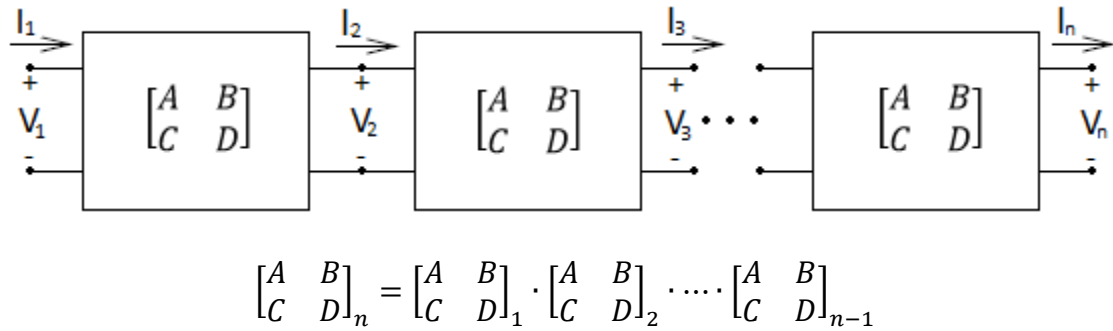 I₁ I₂ I₃ Iₙ
+ + + +
[A B] [A B] [A B]
V₁ V₂ V₃ • • • Vₙ
[C D] [C D] [C D]
- - - -
[A B; C D]ₙ = [A B; C D]₁ · [A B; C D]₂ · … · [A B; C D]ₙ₋₁